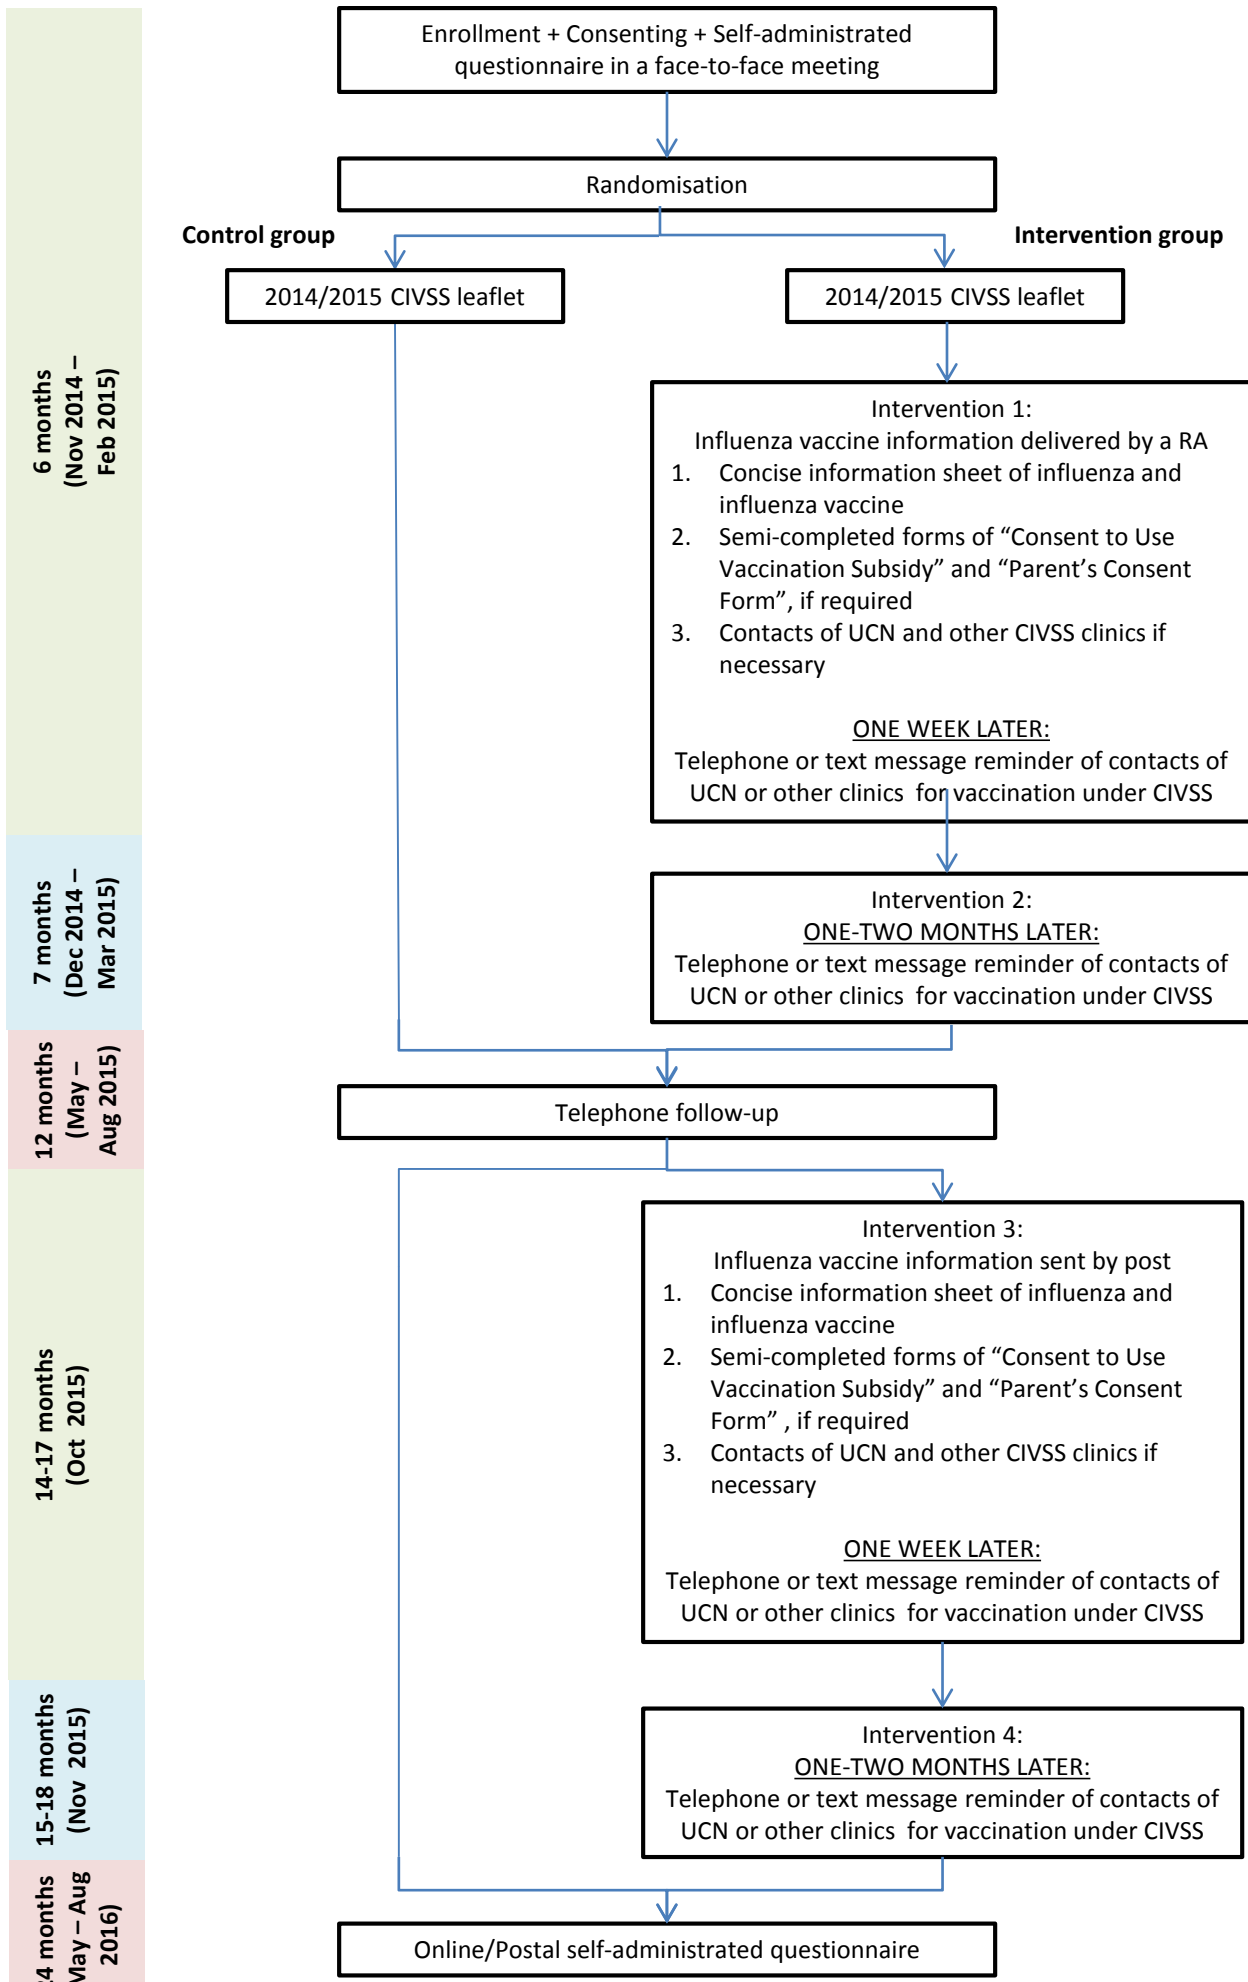 Enrollment + Consenting + Self-administrated
questionnaire in a face-to-face meeting
Randomisation
Control group
Intervention group
2014/2015 CIVSS leaflet
2014/2015 CIVSS leaflet
6 months
(Nov 2014 –
Feb 2015)
Intervention 1:
Influenza vaccine information delivered by a RA
1. Concise information sheet of influenza and
influenza vaccine
2. Semi-completed forms of “Consent to Use
Vaccination Subsidy” and “Parent’s Consent
Form”, if required
3. Contacts of UCN and other CIVSS clinics if
necessary
ONE WEEK LATER:
Telephone or text message reminder of contacts of
UCN or other clinics for vaccination under CIVSS
7 months
(Dec 2014 –
Mar 2015)
Intervention 2:
ONE-TWO MONTHS LATER:
Telephone or text message reminder of contacts of
UCN or other clinics for vaccination under CIVSS
12 months
(May –
Aug 2015)
Telephone follow-up
14-17 months
(Oct 2015)
Intervention 3:
Influenza vaccine information sent by post
1. Concise information sheet of influenza and
influenza vaccine
2. Semi-completed forms of “Consent to Use
Vaccination Subsidy” and “Parent’s Consent
Form” , if required
3. Contacts of UCN and other CIVSS clinics if
necessary
ONE WEEK LATER:
Telephone or text message reminder of contacts of
UCN or other clinics for vaccination under CIVSS
15-18 months
(Nov 2015)
Intervention 4:
ONE-TWO MONTHS LATER:
Telephone or text message reminder of contacts of
UCN or other clinics for vaccination under CIVSS
months
May – Aug
2016)
Online/Postal self-administrated questionnaire